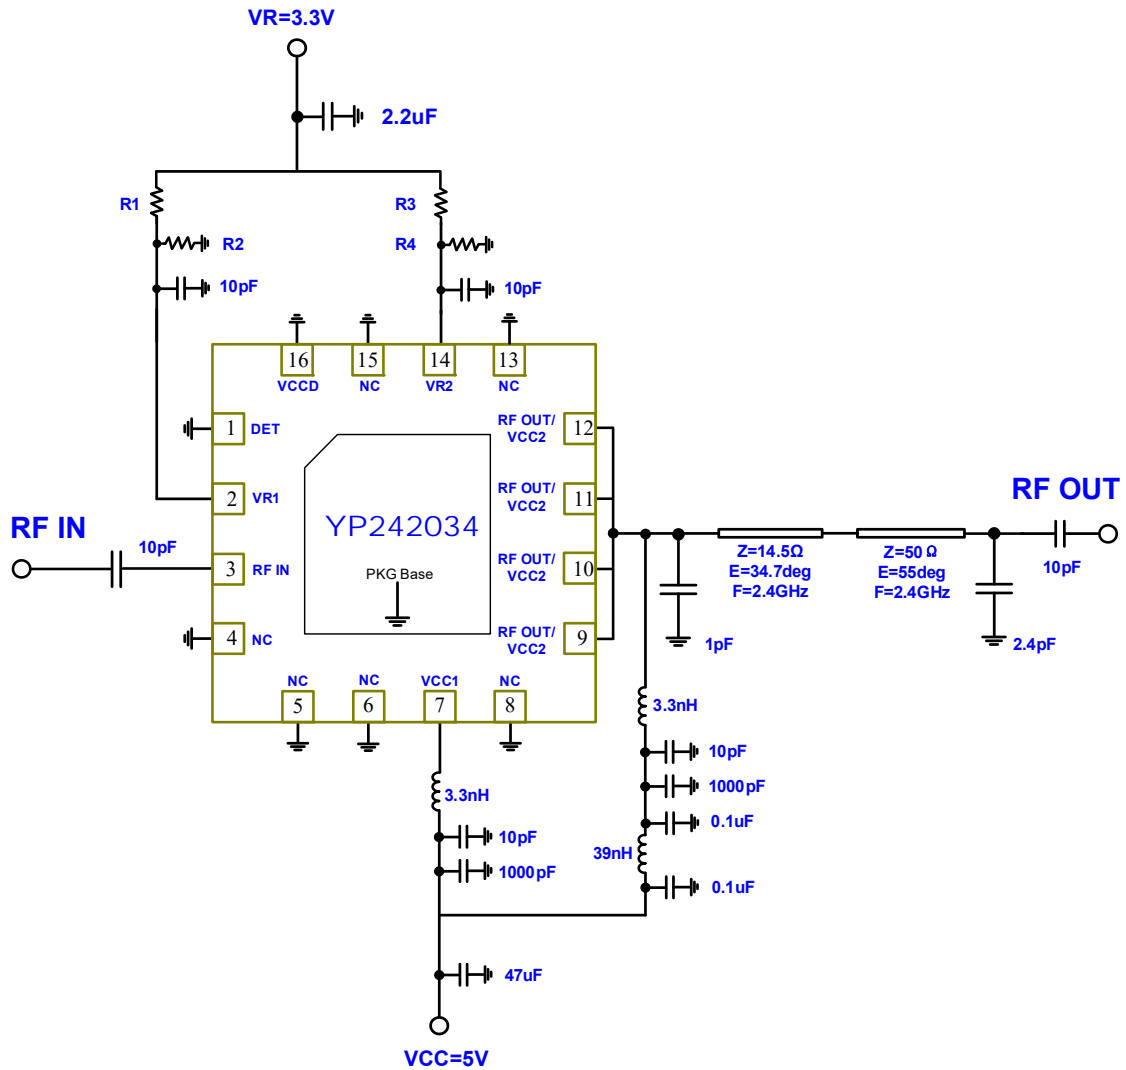 VR=3.3V
2.2uF
R1
R3
R2
R4
10pF
10pF
16
15
14
13
VCCD
NC
VR2
NC
1
DET
RF OUT/
VCC2
12
2
VR1
RF OUT/
VCC2
11
RF IN
10pF
3
RF IN
YP242034
PKG Base
RF OUT/
VCC2
10
4
NC
RF OUT/
VCC2
9
RF OUT
Z=14.5Ω
E=34.7deg
F=2.4GHz
Z=50 Ω
E=55deg
F=2.4GHz
10pF
1pF
2.4pF
NC
NC
VCC1
NC
5
6
7
8
3.3nH
3.3nH
10pF
1000pF
0.1uF
39nH
0.1uF
10pF
1000pF
47uF
VCC=5V